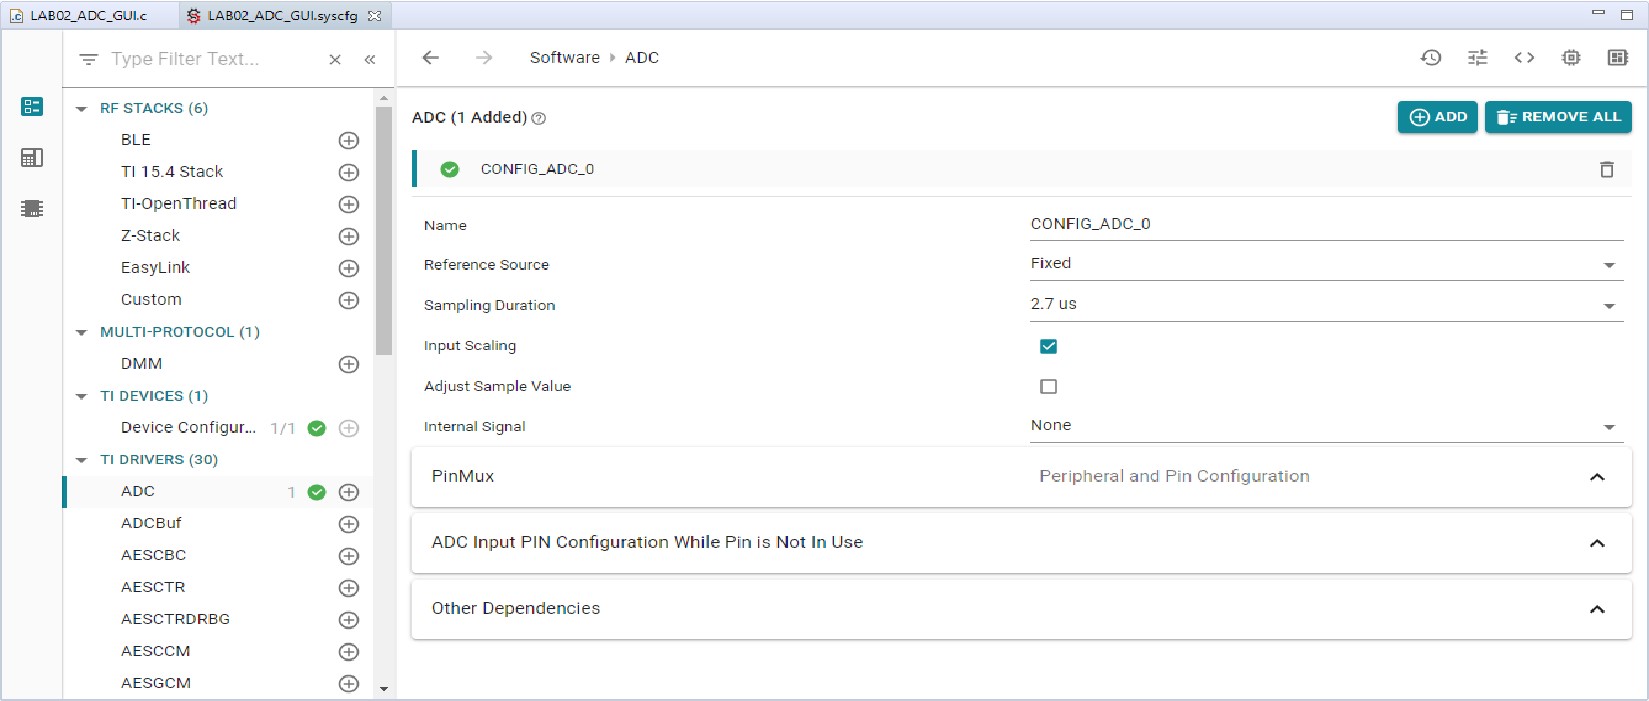 LAB02_ADC_GUI.c
LAB02_ADC_GUI.syscfg
Type Filter Text...
RF STACKS (6)
BLE
TI 15.4 Stack
TI-OpenThread
Z-Stack
EasyLink
Custom
MULTI-PROTOCOL (1)
DMM
TI DEVICES (1)
Device Configur... 1/1
TI DRIVERS (30)
ADC 1
ADCBuf
AESCBC
AESCTR
AESCTRDRBG
AESCCM
AESGCM
Software ADC
ADC (1 Added)
ADD
REMOVE ALL
CONFIG_ADC_0
Name CONFIG_ADC_0
Reference Source Fixed
Sampling Duration 2.7 us
Input Scaling
Adjust Sample Value
Internal Signal None
PinMux Peripheral and Pin Configuration
ADC Input PIN Configuration While Pin is Not In Use
Other Dependencies